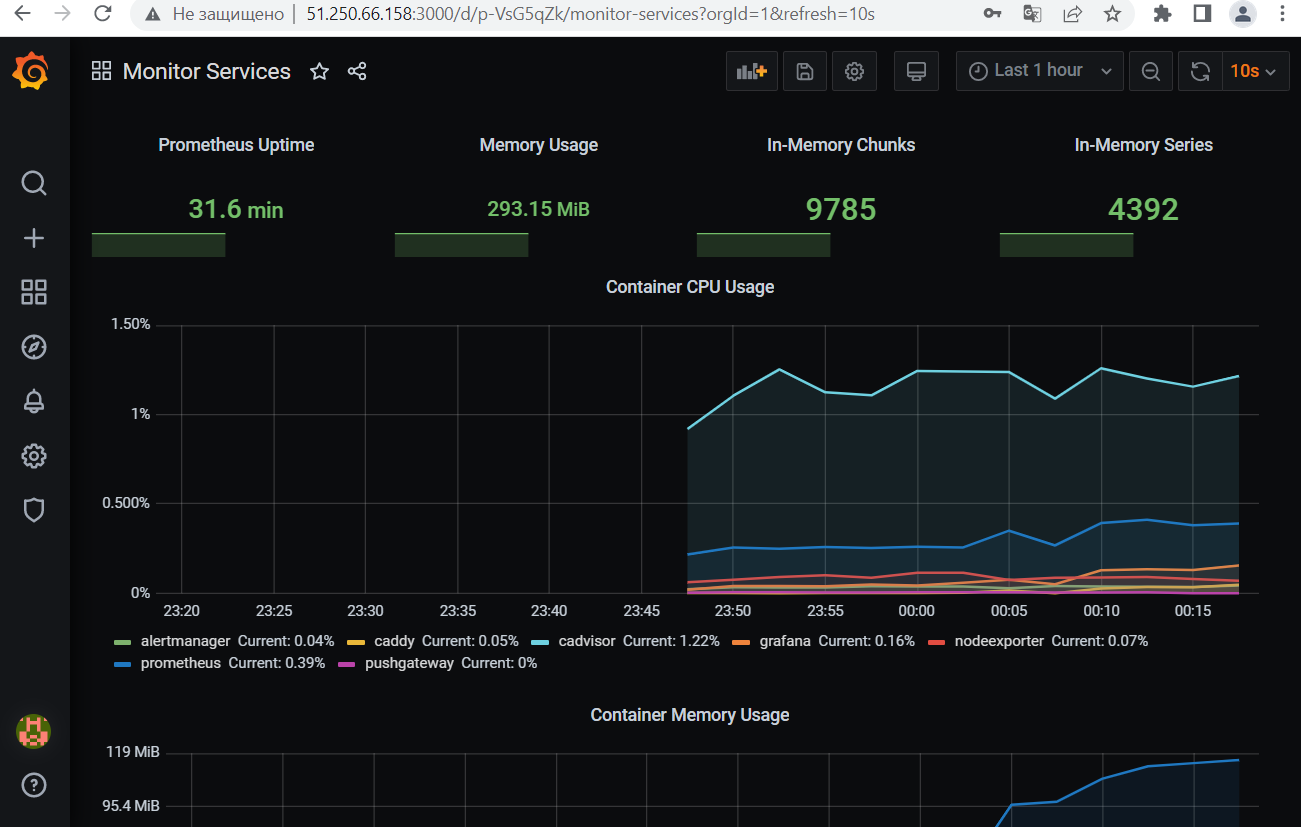 Не защищено 51.250.66.158:3000/d/p-VsG5qZk/monitor-services?orgId=1&refresh=10s
Monitor Services Last 1 hour 10s
Prometheus Uptime Memory Usage In-Memory Chunks In-Memory Series
31.6 min 293.15 MiB 9785 4392
Container CPU Usage
1.50%
1%
0.500%
0%
23:20 23:25 23:30 23:35 23:40 23:45 23:50 23:55 00:00 00:05 00:10 00:15
alertmanager Current: 0.04% caddy Current: 0.05% cadvisor Current: 1.22% grafana Current: 0.16% nodeexporter Current: 0.07%
prometheus Current: 0.39% pushgateway Current: 0%
Container Memory Usage
119 MiB
95.4 MiB